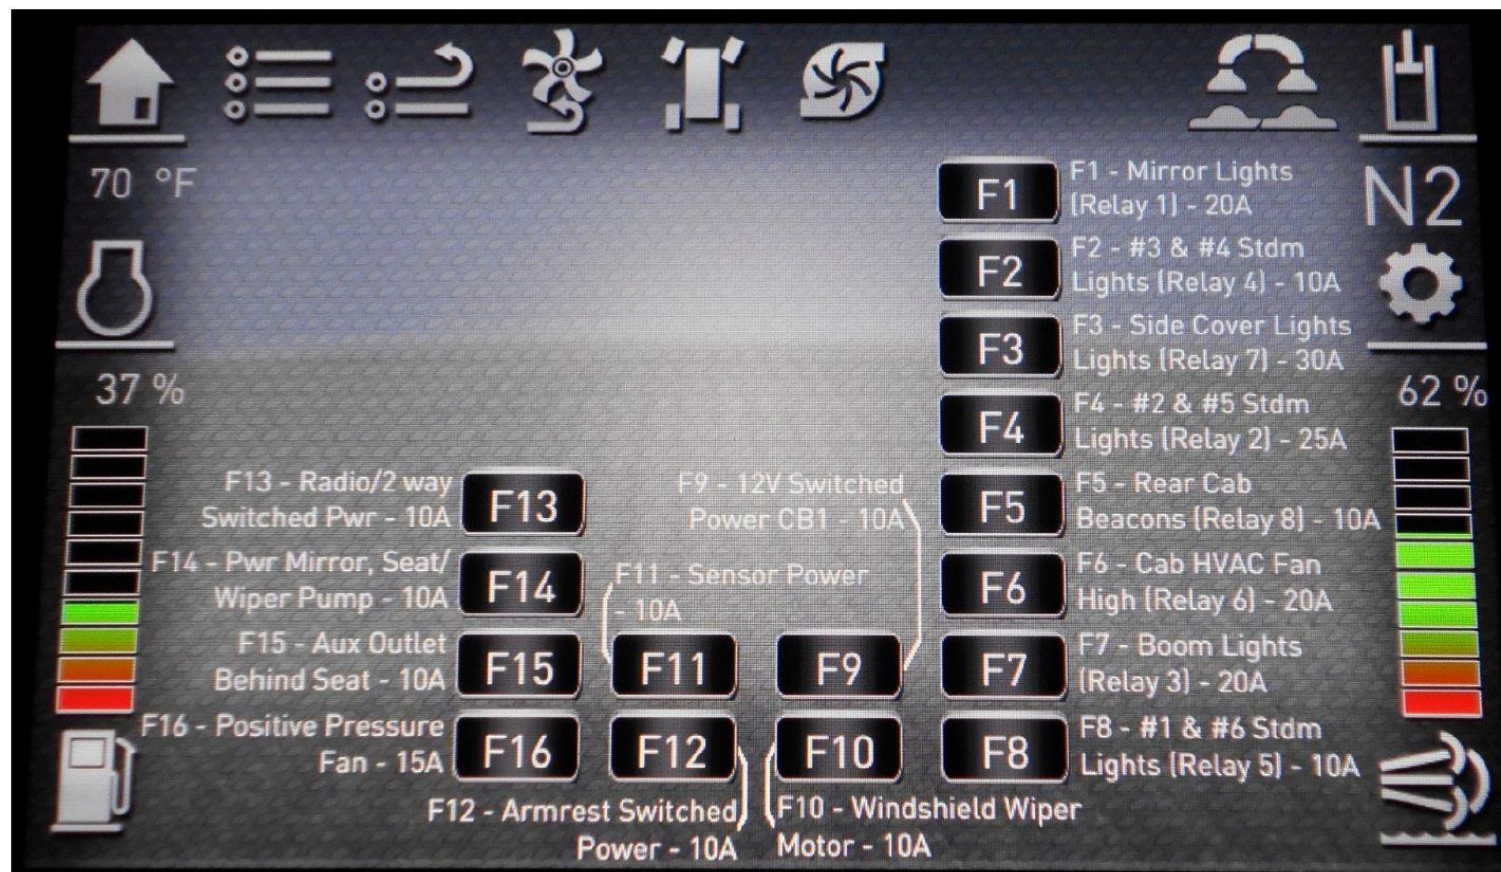 70 °F
N2
37 %
62 %
F1
F1 - Mirror Lights
(Relay 1) - 20A
F2
F2 - #3 & #4 Stdm
Lights (Relay 4) - 10A
F3
F3 - Side Cover Lights
Lights (Relay 7) - 30A
F4
F4 - #2 & #5 Stdm
Lights (Relay 2) - 25A
F5
F5 - Rear Cab
Beacons (Relay 8) - 10A
F6
F6 - Cab HVAC Fan
High (Relay 6) - 20A
F7
F7 - Boom Lights
(Relay 3) - 20A
F8
F8 - #1 & #6 Stdm
Lights (Relay 5) - 10A
F9 - 12V Switched
Power CB1 - 10A
F9
F10
F10 - Windshield Wiper
Motor - 10A
F11 - Sensor Power
- 10A
F11
F12
F12 - Armrest Switched
Power - 10A
F13 - Radio/2 way
Switched Pwr - 10A
F13
F14 - Pwr Mirror, Seat/
Wiper Pump - 10A
F14
F15 - Aux Outlet
Behind Seat - 10A
F15
F16 - Positive Pressure
Fan - 15A
F16